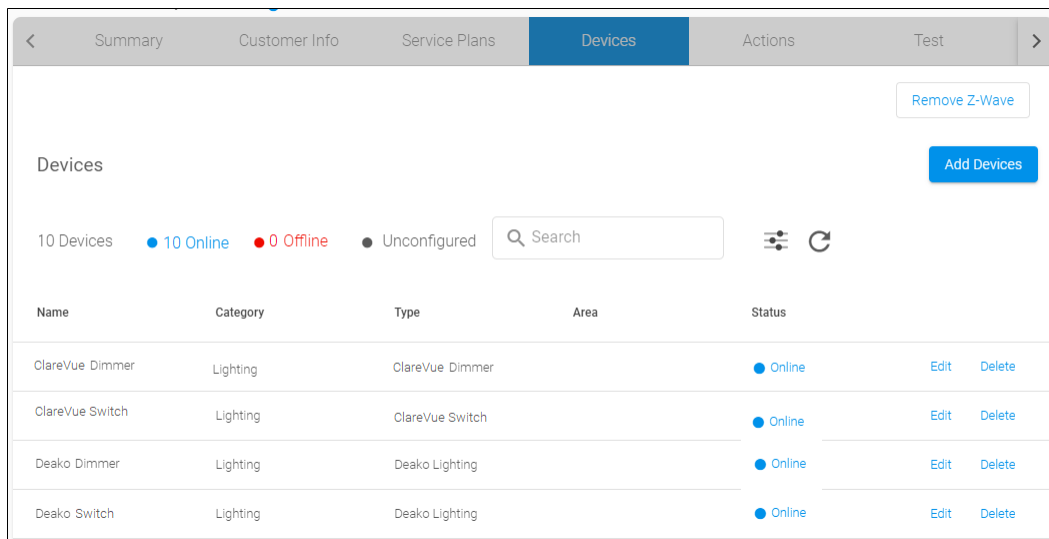 Summary Customer Info Service Plans Devices Actions Test
Remove Z-Wave
Devices
Add Devices
10 Devices 10 Online 0 Offline Unconfigured Search
Name Category Type Area Status
ClareVue Dimmer Lighting ClareVue Dimmer Online Edit Delete
ClareVue Switch Lighting ClareVue Switch Online Edit Delete
Deako Dimmer Lighting Deako Lighting Online Edit Delete
Deako Switch Lighting Deako Lighting Online Edit Delete